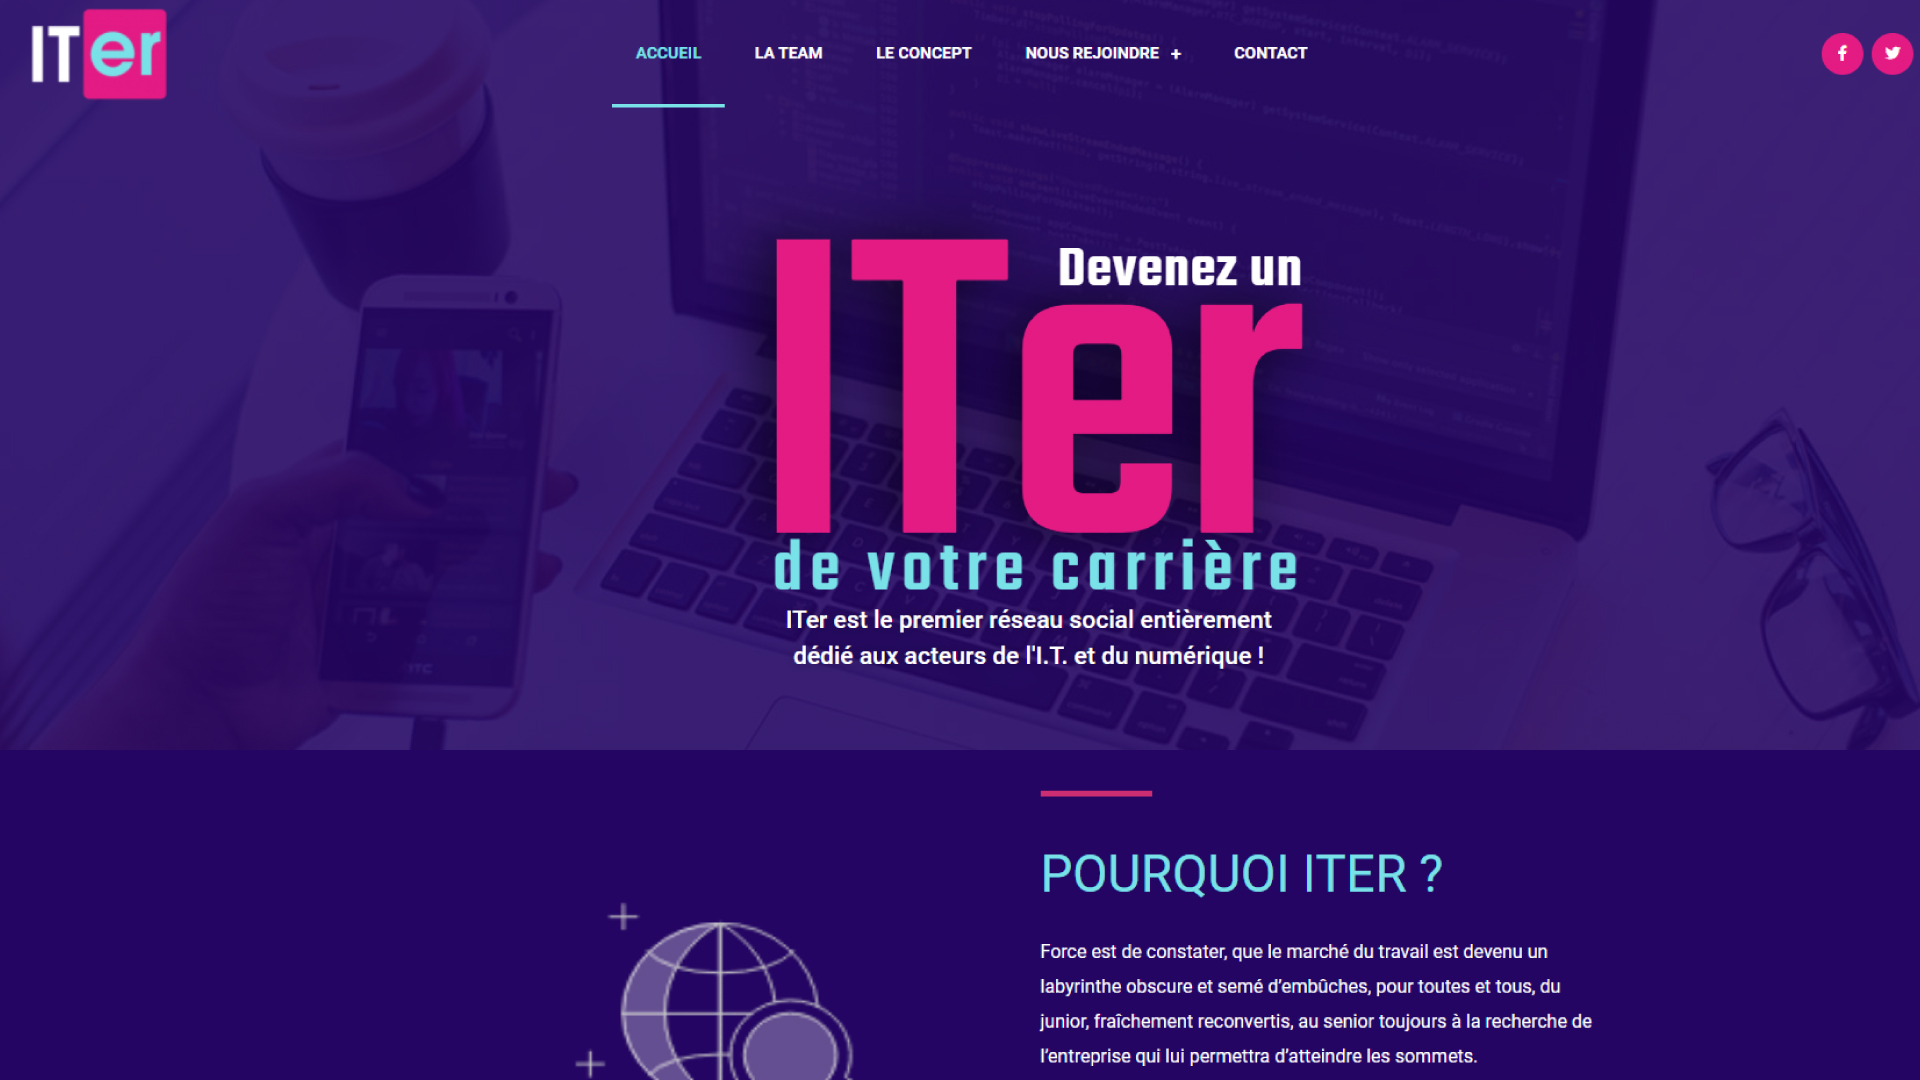 ITer
ACCUEIL
LA TEAM
LE CONCEPT
NOUS REJOINDRE +
CONTACT
Devenez un
ITer
de votre carrière
ITer est le premier réseau social entièrement
dédié aux acteurs de l'I.T. et du numérique !
POURQUOI ITER ?
Force est de constater, que le marché du travail est devenu un
labyrinthe obscure et semé d’embûches, pour toutes et tous, du
junior, fraîchement reconvertis, au senior toujours à la recherche de
l’entreprise qui lui permettra d’atteindre les sommets.